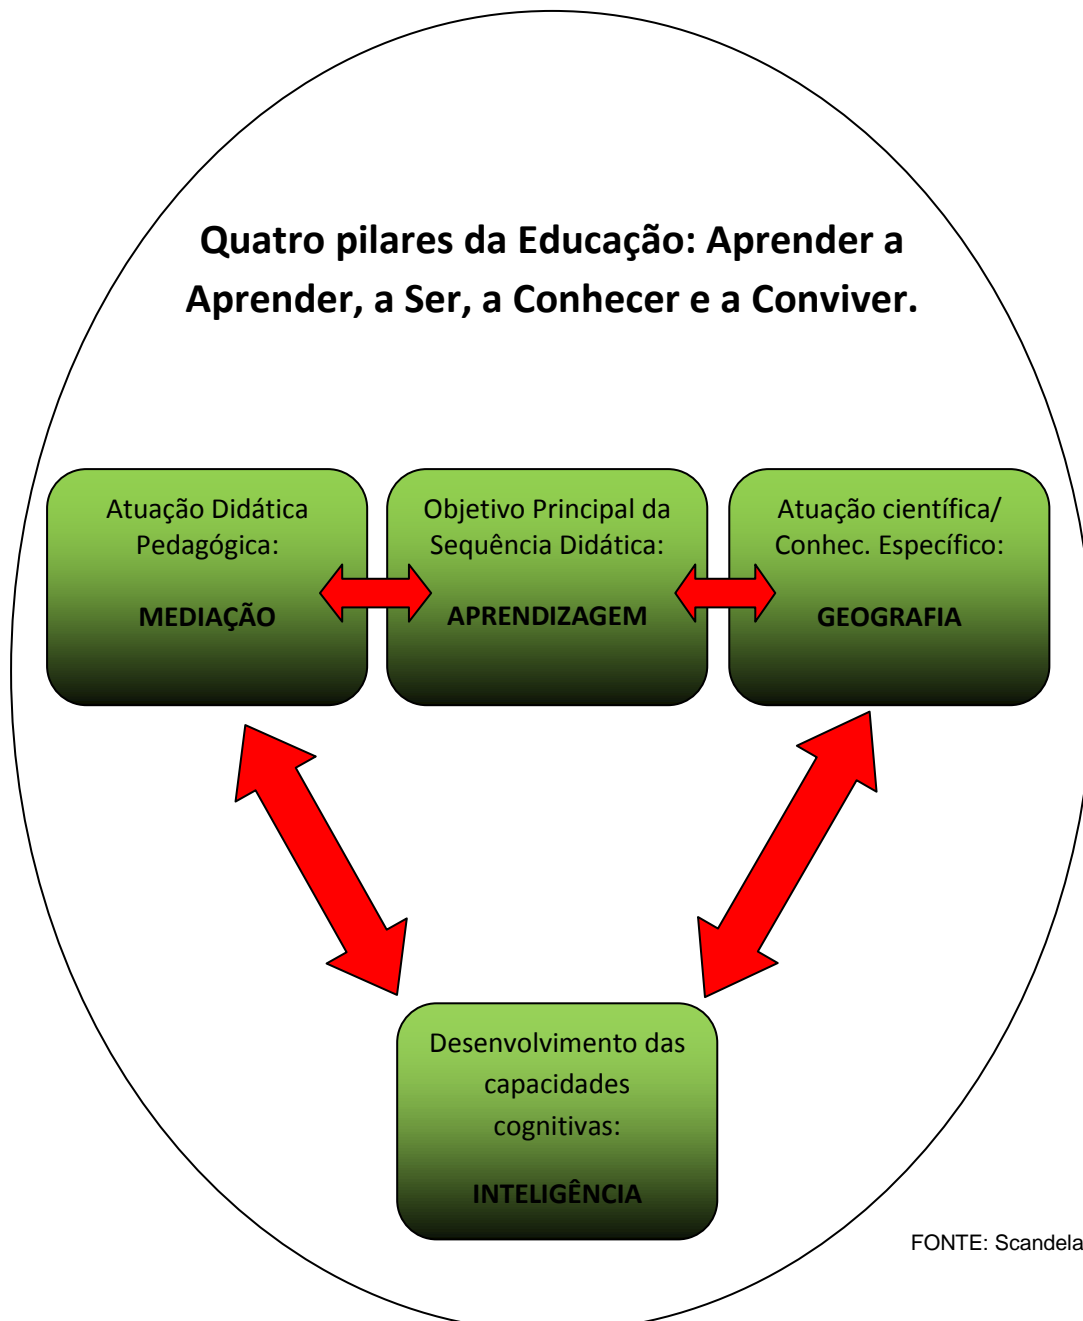 Quatro pilares da Educação: Aprender a
Aprender, a Ser, a Conhecer e a Conviver.
Atuação Didática
Pedagógica:
MEDIAÇÃO
Objetivo Principal da
Sequência Didática:
APRENDIZAGEM
Atuação científica/
Conhec. Específico:
GEOGRAFIA
Desenvolvimento das
capacidades
cognitivas:
INTELIGÊNCIA
FONTE: Scandela